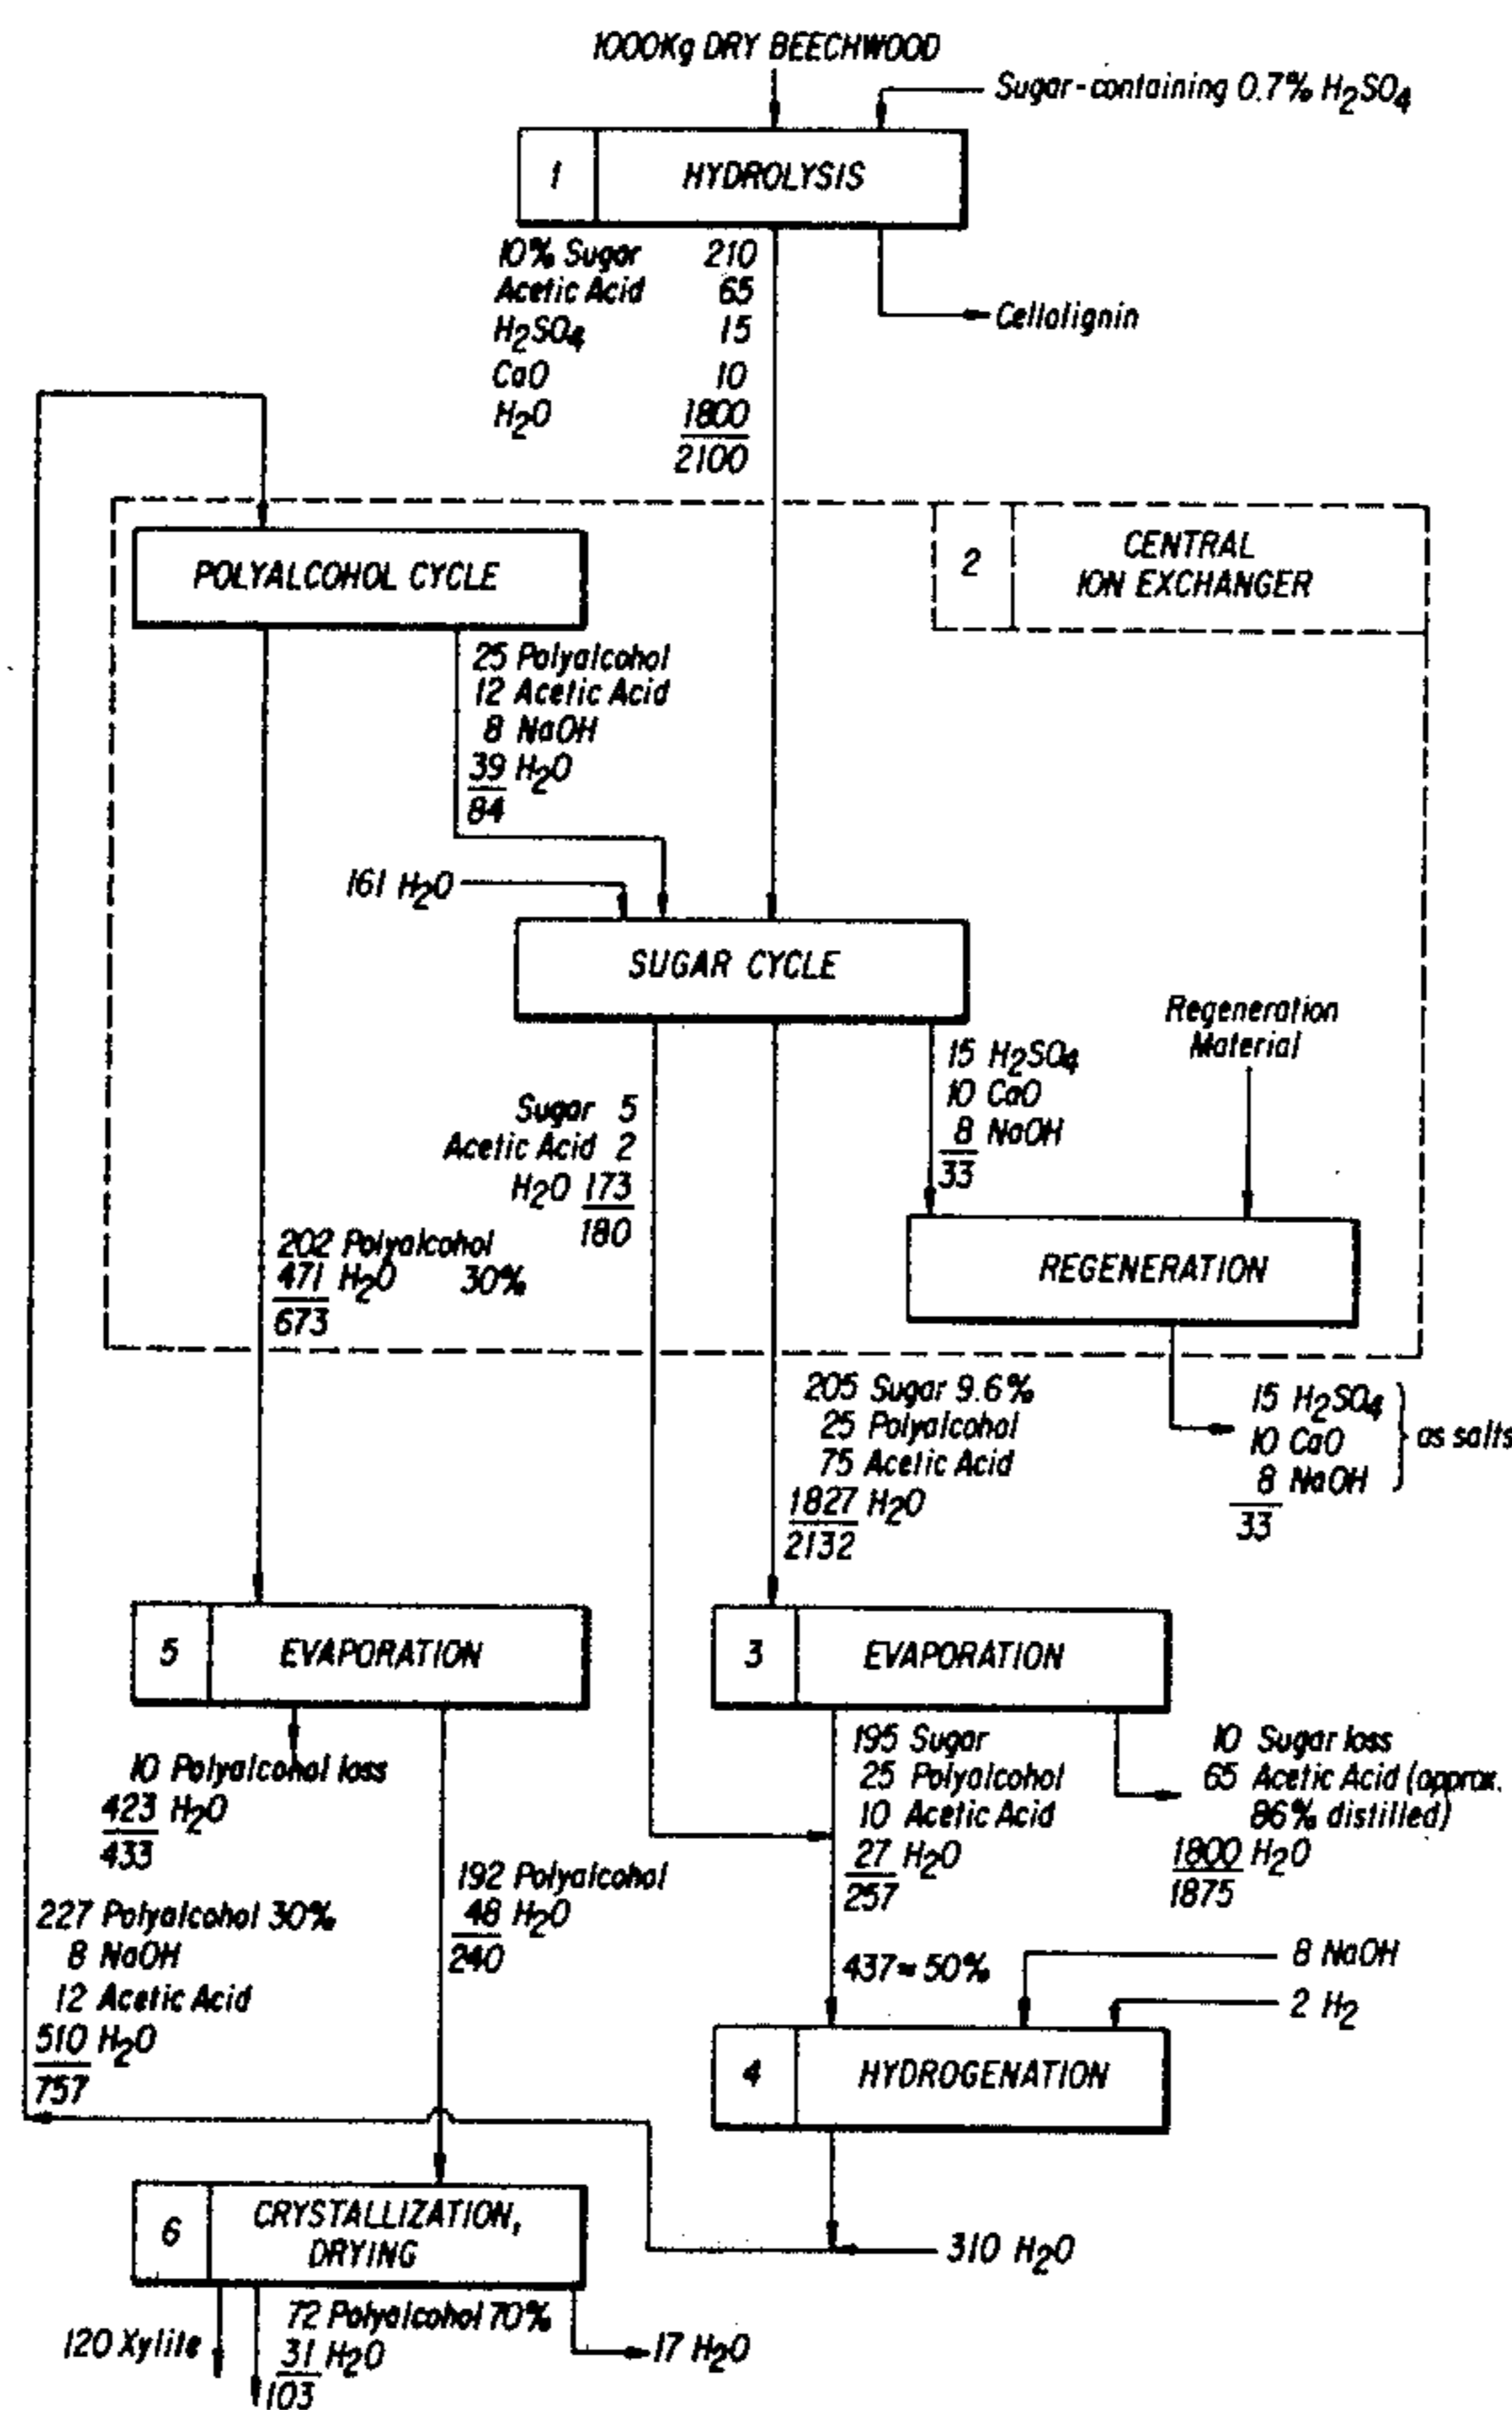 1000Kg DRY BEECHWOOD
Sugar-containing 0.7% H2SO4
1 HYDROLYSIS
10% Sugar 210
Acetic Acid 65
H2SO4 15
CaO 10
H2O 1800
2100
Cellolignin
POLYALCOHOL CYCLE
2 CENTRAL
ION EXCHANGER
25 Polyalcohol
12 Acetic Acid
8 NaOH
39 H2O
84
161 H2O
SUGAR CYCLE
Regeneration
Material
15 H2SO4
10 CaO
8 NaOH
33
Sugar 5
Acetic Acid 2
H2O 173
180
REGENERATION
202 Polyalcohol
471 H2O 30%
673
205 Sugar 9.6%
25 Polyalcohol
75 Acetic Acid
1827 H2O
2132
15 H2SO4
10 CaO
8 NaOH
33
as salts
5 EVAPORATION
3 EVAPORATION
10 Polyalcohol loss
423 H2O
433
195 Sugar
25 Polyalcohol
10 Acetic Acid
27 H2O
257
10 Sugar loss
65 Acetic Acid (approx.
86% distilled)
1800 H2O
1875
192 Polyalcohol
48 H2O
240
227 Polyalcohol 30%
8 NaOH
12 Acetic Acid
510 H2O
757
437≈50%
8 NaOH
2 H2
4 HYDROGENATION
6 CRYSTALLIZATION,
DRYING
310 H2O
120 Xylite
72 Polyalcohol 70%
31 H2O
103
17 H2O